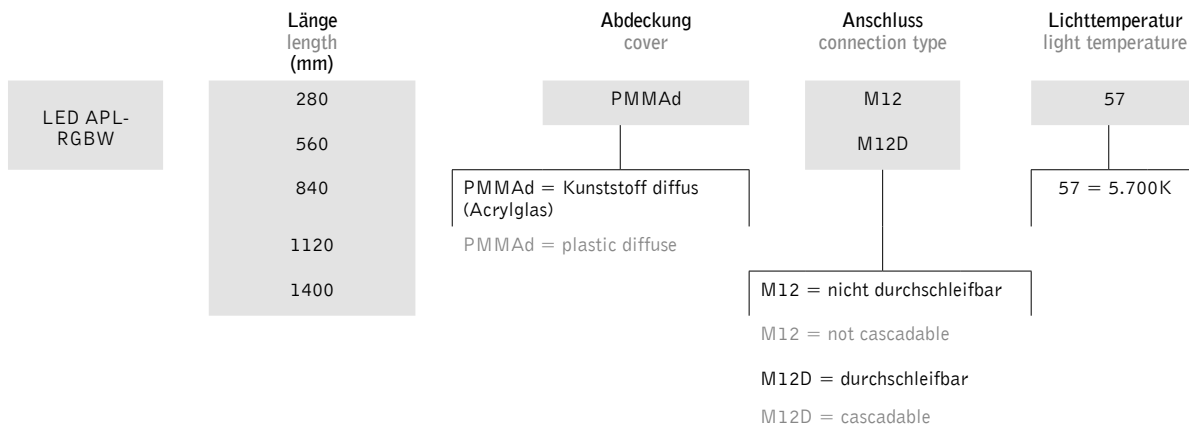 Länge
length
(mm)
Abdeckung
cover
Anschluss
connection type
Lichttemperatur
light temperature
LED APL-
RGBW
280
560
840
1120
1400
PMMAd
M12
M12D
57
PMMAd = Kunststoff diffus
(Acrylglas)
PMMAd = plastic diffuse
57 = 5.700K
M12 = nicht durchschleifbar
M12 = not cascadable
M12D = durchschleifbar
M12D = cascadable